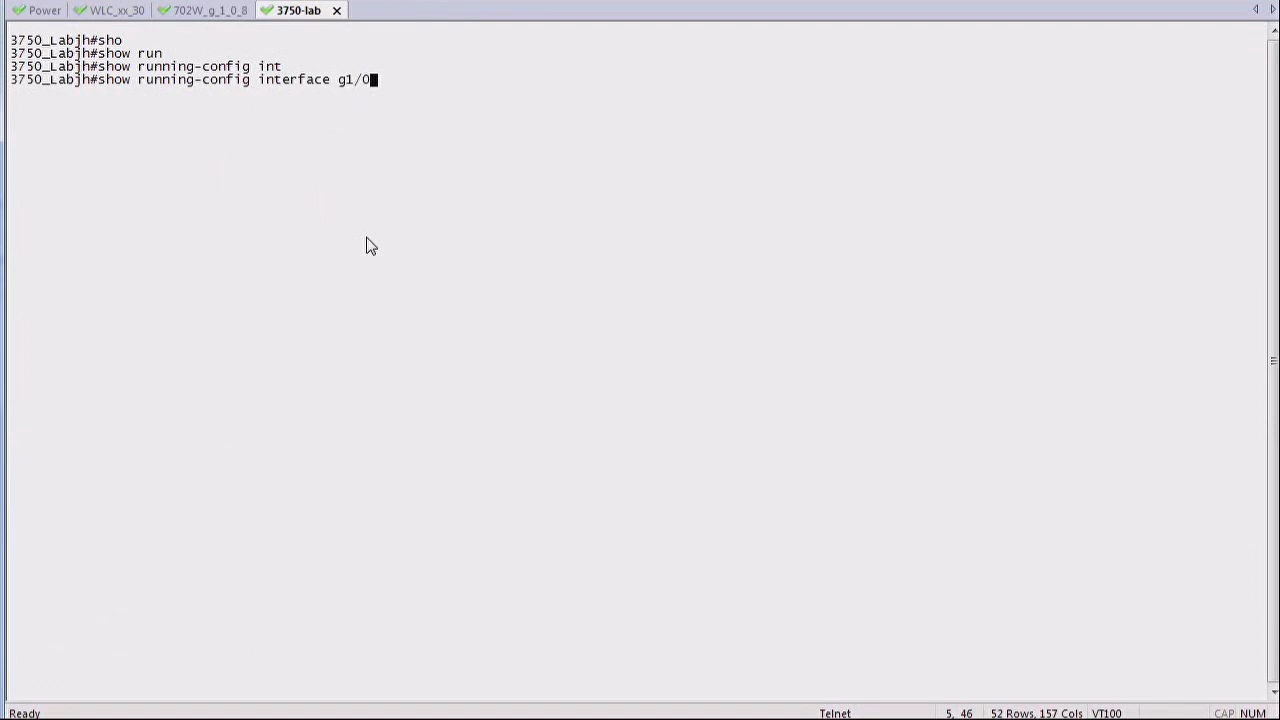 Power WLC_xx_30 702W_g_1_0_8 3750-lab
3750_Labjh#sho
3750_Labjh#show run
3750_Labjh#show running-config int
3750_Labjh#show running-config interface g1/0
Ready Telnet 5, 46 52 Rows, 157 Cols VT100 CAP NUM